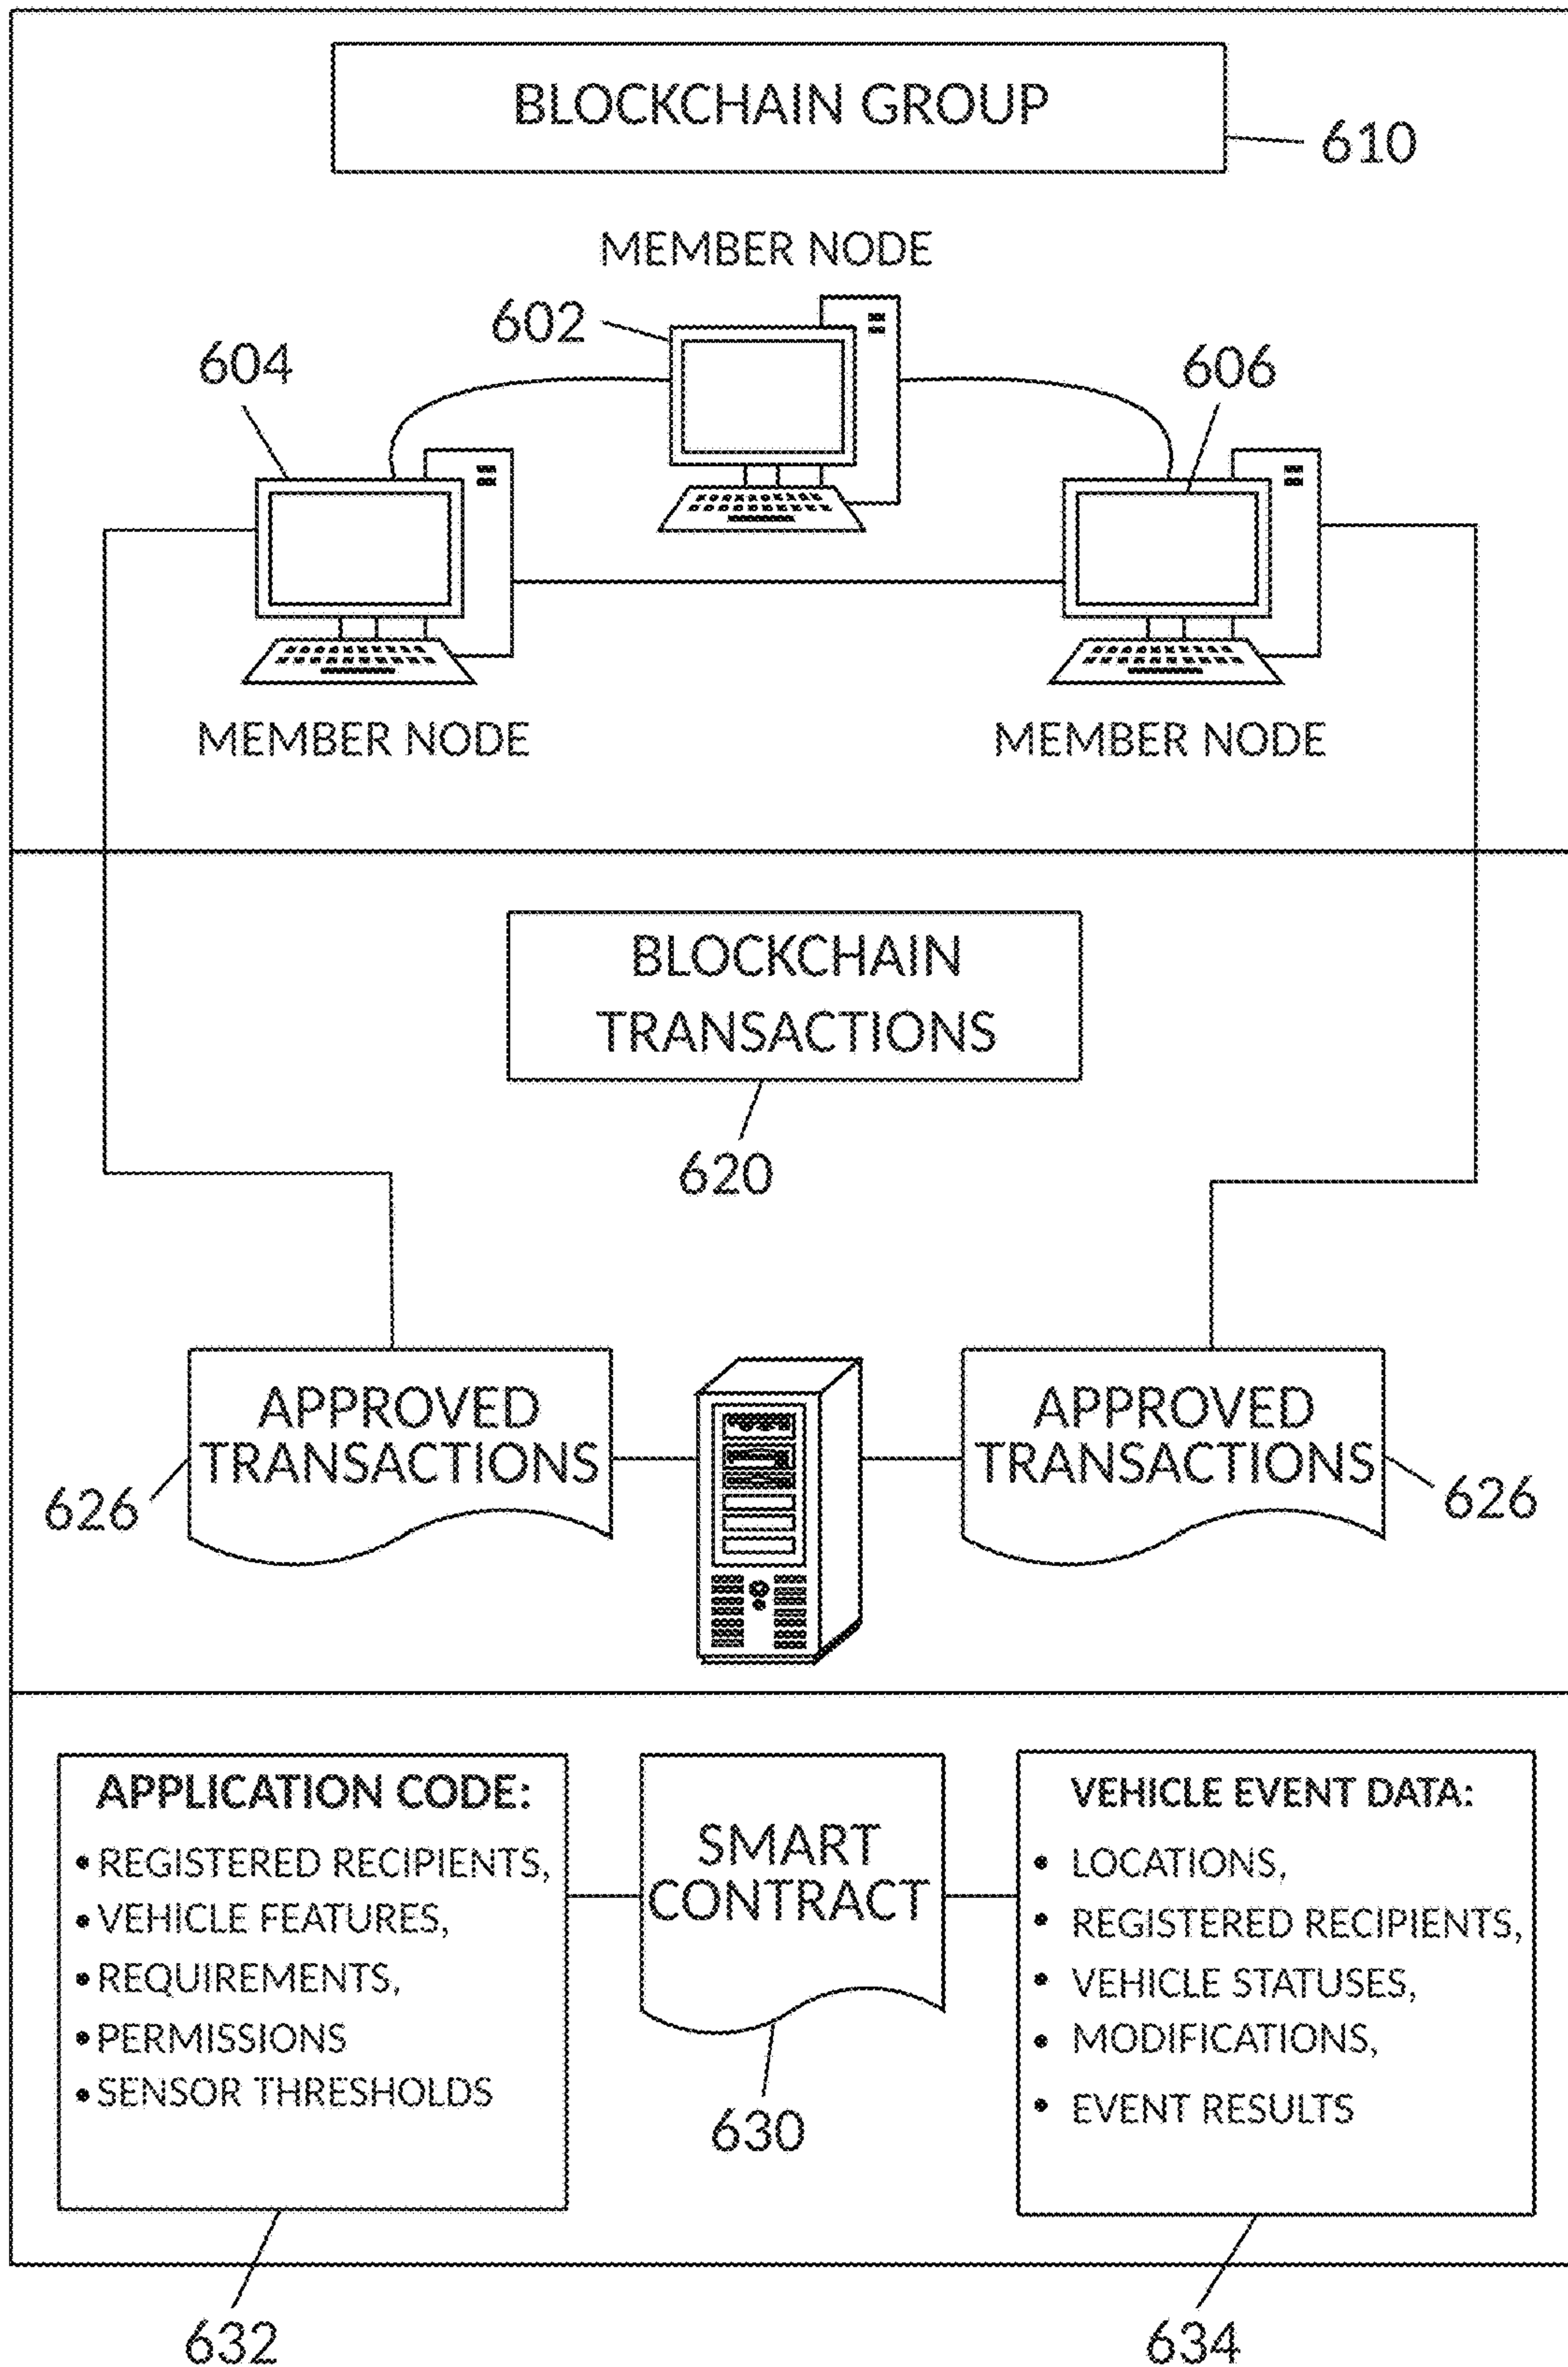 BLOCKCHAIN GROUP
610
MEMBER NODE
602
604
606
MEMBER NODE
MEMBER NODE
BLOCKCHAIN
TRANSACTIONS
620
APPROVED
TRANSACTIONS
626
APPROVED
TRANSACTIONS
626
APPLICATION CODE:
• REGISTERED RECIPIENTS,
• VEHICLE FEATURES,
• REQUIREMENTS,
• PERMISSIONS
• SENSOR THRESHOLDS
SMART
CONTRACT
630
VEHICLE EVENT DATA:
• LOCATIONS,
• REGISTERED RECIPIENTS,
• VEHICLE STATUSES,
• MODIFICATIONS,
• EVENT RESULTS
632
634